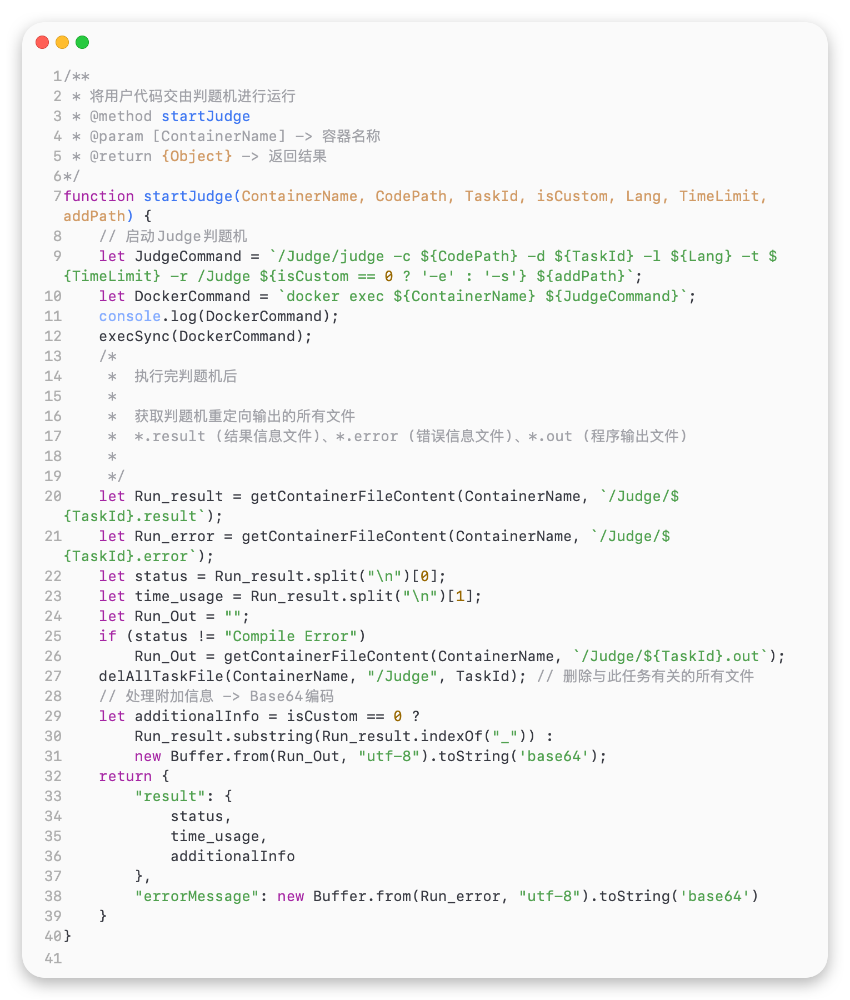 1/**
2 * 将用户代码交由判题机进行运行
3 * @method startJudge
4 * @param [ContainerName] -> 容器名称
5 * @return {Object} -> 返回结果
6*/
7function startJudge(ContainerName, CodePath, TaskId, isCustom, Lang, TimeLimit,
addPath) {
8    // 启动Judge判题机
9    let JudgeCommand = `/Judge/judge -c ${CodePath} -d ${TaskId} -l ${Lang} -t $
{TimeLimit} -r /Judge ${isCustom == 0 ? '-e' : '-s'} ${addPath}`;
10    let DockerCommand = `docker exec ${ContainerName} ${JudgeCommand}`;
11    console.log(DockerCommand);
12    execSync(DockerCommand);
13    /*
14     *  执行完判题机后
15     *
16     *  获取判题机重定向输出的所有文件
17     *  *.result (结果信息文件)、*.error (错误信息文件)、*.out (程序输出文件)
18     *
19     */
20    let Run_result = getContainerFileContent(ContainerName, `/Judge/$
{TaskId}.result`);
21    let Run_error = getContainerFileContent(ContainerName, `/Judge/$
{TaskId}.error`);
22    let status = Run_result.split("\n")[0];
23    let time_usage = Run_result.split("\n")[1];
24    let Run_Out = "";
25    if (status != "Compile Error")
26        Run_Out = getContainerFileContent(ContainerName, `/Judge/${TaskId}.out`);
27    delAllTaskFile(ContainerName, "/Judge", TaskId); // 删除与此任务有关的所有文件
28    // 处理附加信息 -> Base64编码
29    let additionalInfo = isCustom == 0 ?
30        Run_result.substring(Run_result.indexOf("_")) :
31        new Buffer.from(Run_Out, "utf-8").toString('base64');
32    return {
33        "result": {
34            status,
35            time_usage,
36            additionalInfo
37        },
38        "errorMessage": new Buffer.from(Run_error, "utf-8").toString('base64')
39    }
40}
41